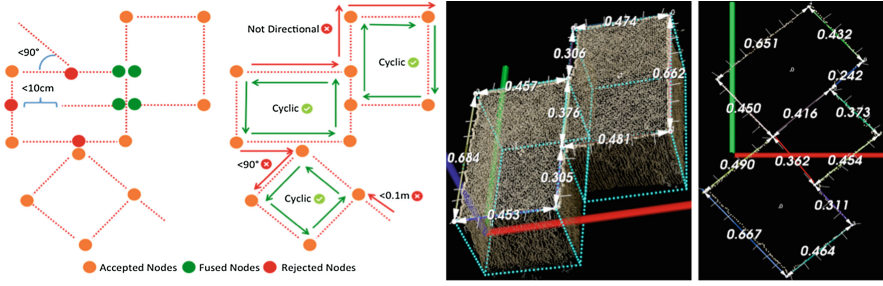 <90°
<10cm
Not Directional
Cyclic
Cyclic
<90°
Cyclic
<0.1m
Accepted Nodes
Fused Nodes
Rejected Nodes
0.474
0.306
0.662
0.457
0.376
0.481
0.684
0.305
0.453
0.651
0.432
0.242
0.450
0.416
0.373
0.490
0.362
0.454
0.311
0.667
0.464